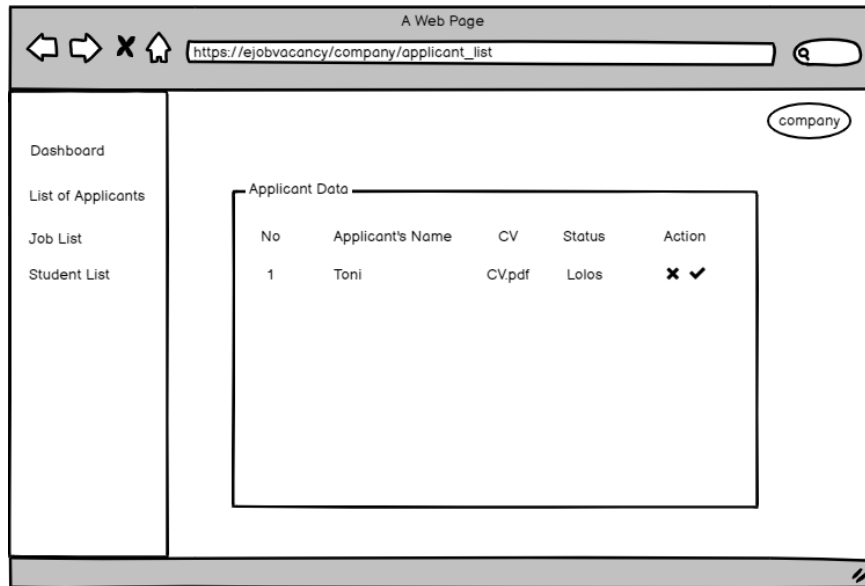 A Web Page
https://ejobvacancy/company/applicant_list
company
Dashboard
List of Applicants
Job List
Student List
Applicant Data
No Applicant's Name CV Status Action
1 Toni CV.pdf Lolos